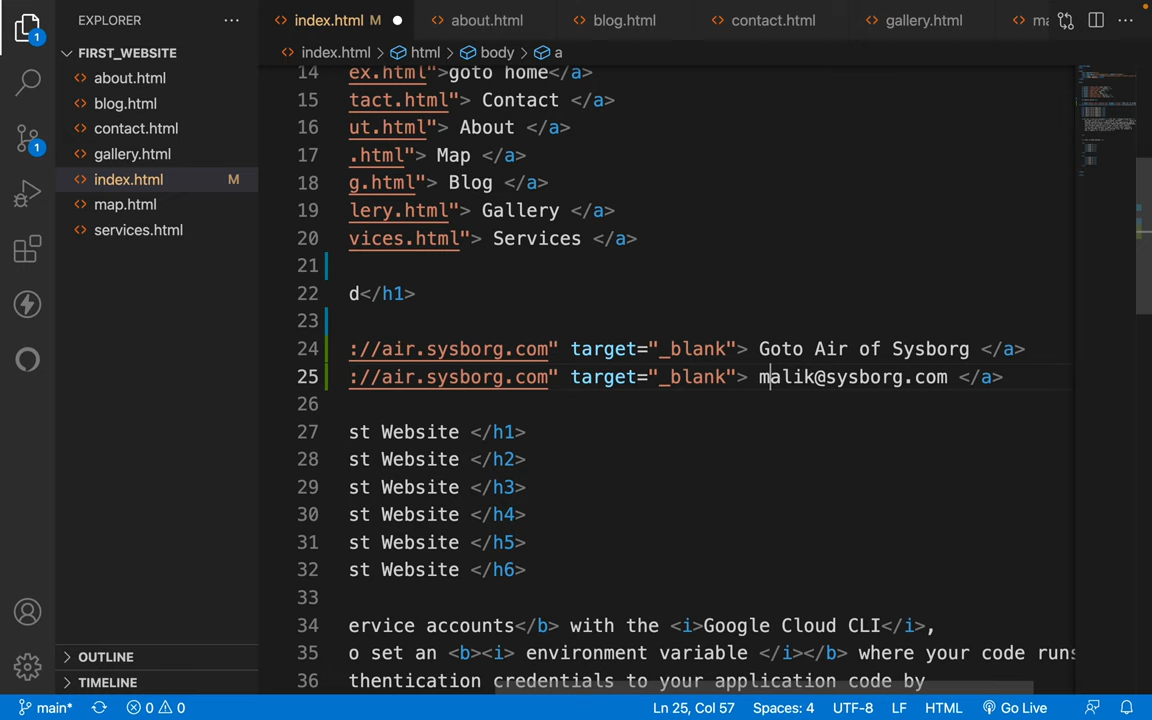 EXPLORER
1
FIRST_WEBSITE
about.html
blog.html
contact.html
gallery.html
index.html M
map.html
services.html
1
OUTLINE
TIMELINE
index.html M
about.html
blog.html
contact.html
gallery.html
ma
index.html > html > body > a
14 ex.html">goto home</a>
15 tact.html"> Contact </a>
16 ut.html"> About </a>
17 .html"> Map </a>
18 g.html"> Blog </a>
19 lery.html"> Gallery </a>
20 vices.html"> Services </a>
21
22 d</h1>
23
24 ://air.sysborg.com" target="_blank"> Goto Air of Sysborg </a>
25 ://air.sysborg.com" target="_blank"> malik@sysborg.com </a>
26
27 st Website </h1>
28 st Website </h2>
29 st Website </h3>
30 st Website </h4>
31 st Website </h5>
32 st Website </h6>
33
34 ervice accounts</b> with the <i>Google Cloud CLI</i>,
35 o set an <b><i> environment variable </i></b> where your code runs
36 thentication credentials to your application code by
main* 0 0 Ln 25, Col 57 Spaces: 4 UTF-8 LF HTML Go Live